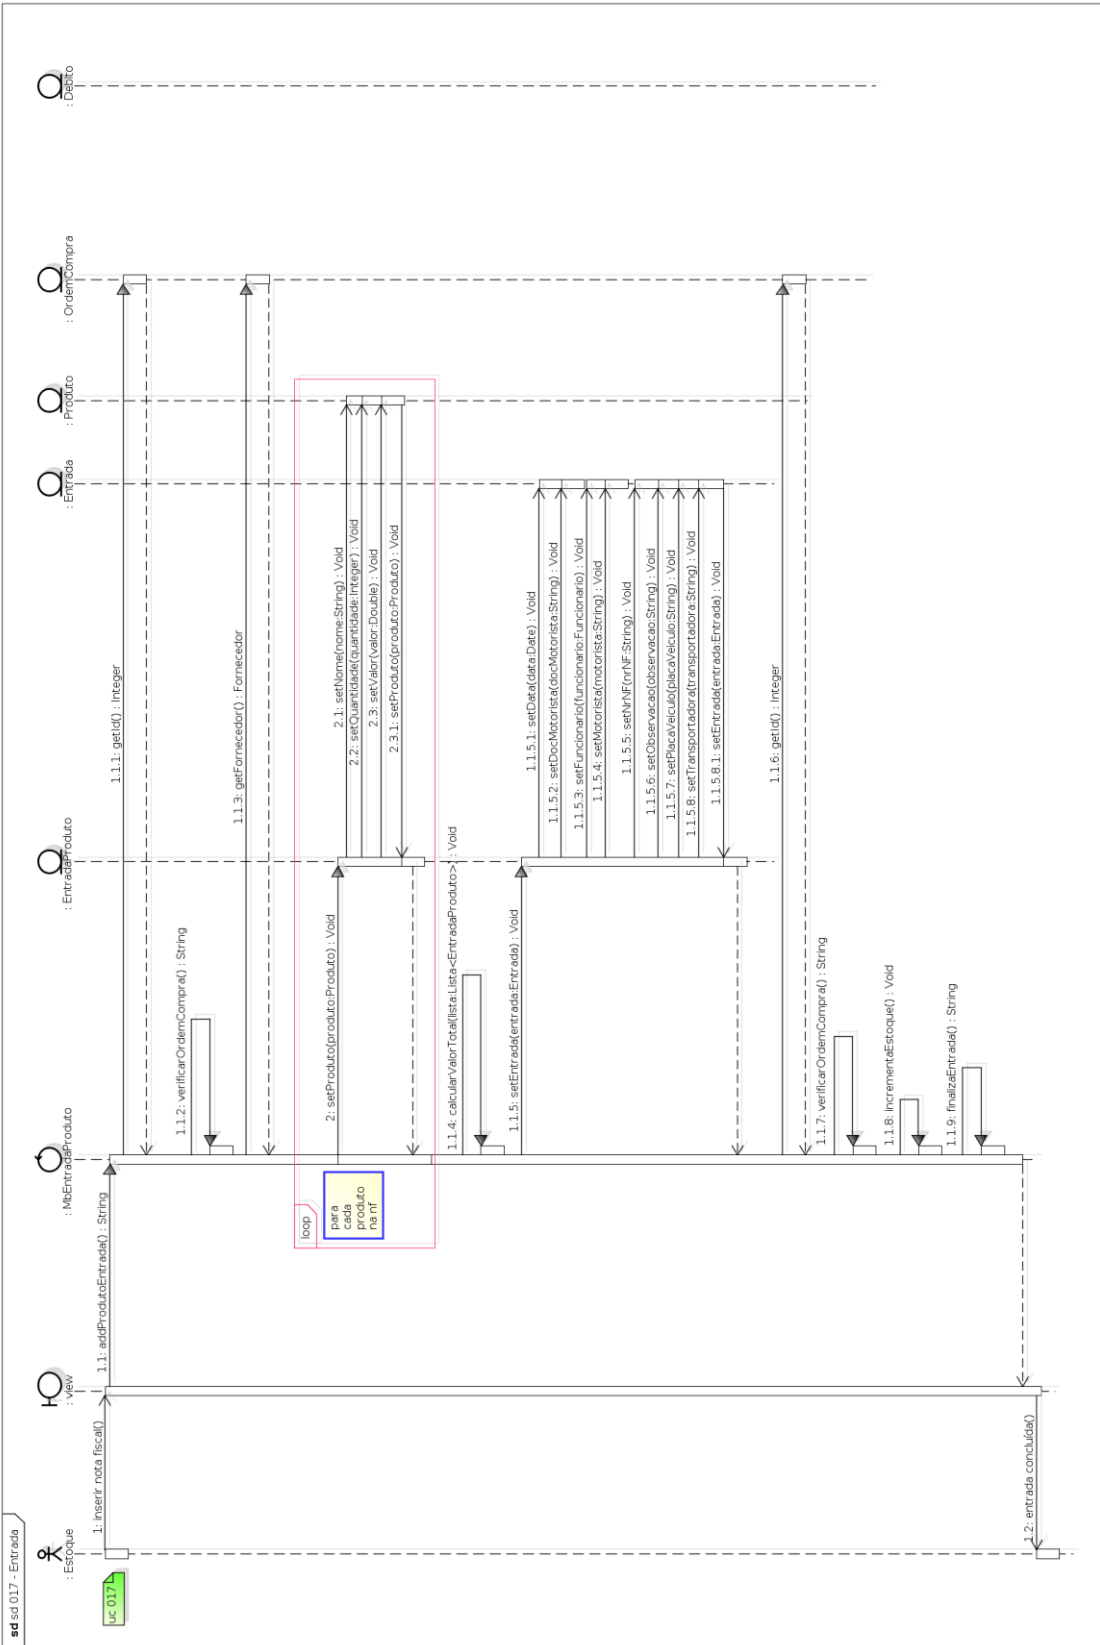 sd sd 017 - Entrada
uc 017
: Estoque
: view
: MbEntradaProduto
: EntradaProduto
: Entrada
: Produto
: OrdemCompra
: Debito
1: inserir nota fiscal()
1.1: addProdutoEntrada() : String
1.1.1: getId() : Integer
1.1.2: verificarOrdemCompra() : String
1.1.3: getFornecedor() : Fornecedor
loop
para
cada
produto
na nf
2: setProduto(produto:Produto) : Void
2.1: setNome(nome:String) : Void
2.2: setQuantidade(quantidade:Integer) : Void
2.3: setValor(valor:Double) : Void
2.3.1: setProduto(produto:Produto) : Void
1.1.4: calcularValorTotal(lista:Lista<EntradaProduto>) : Void
1.1.5: setEntrada(entrada:Entrada) : Void
1.1.5.1: setData(data:Date) : Void
1.1.5.2: setDocMotorista(docMotorista:String) : Void
1.1.5.3: setFuncionario(funcionario:Funcionario) : Void
1.1.5.4: setMotorista(motorista:String) : Void
1.1.5.5: setNrNF(nrNF:String) : Void
1.1.5.6: setObservacao(observacao:String) : Void
1.1.5.7: setPlacaVeiculo(placaVeiculo:String) : Void
1.1.5.8: setTransportadora(transportadora:String) : Void
1.1.5.8.1: setEntrada(entrada:Entrada) : Void
1.1.6: getId() : Integer
1.1.7: verificarOrdemCompra() : String
1.1.8: IncrementaEstoque() : Void
1.1.9: finalizaEntrada() : String
1.2: entrada concluída()